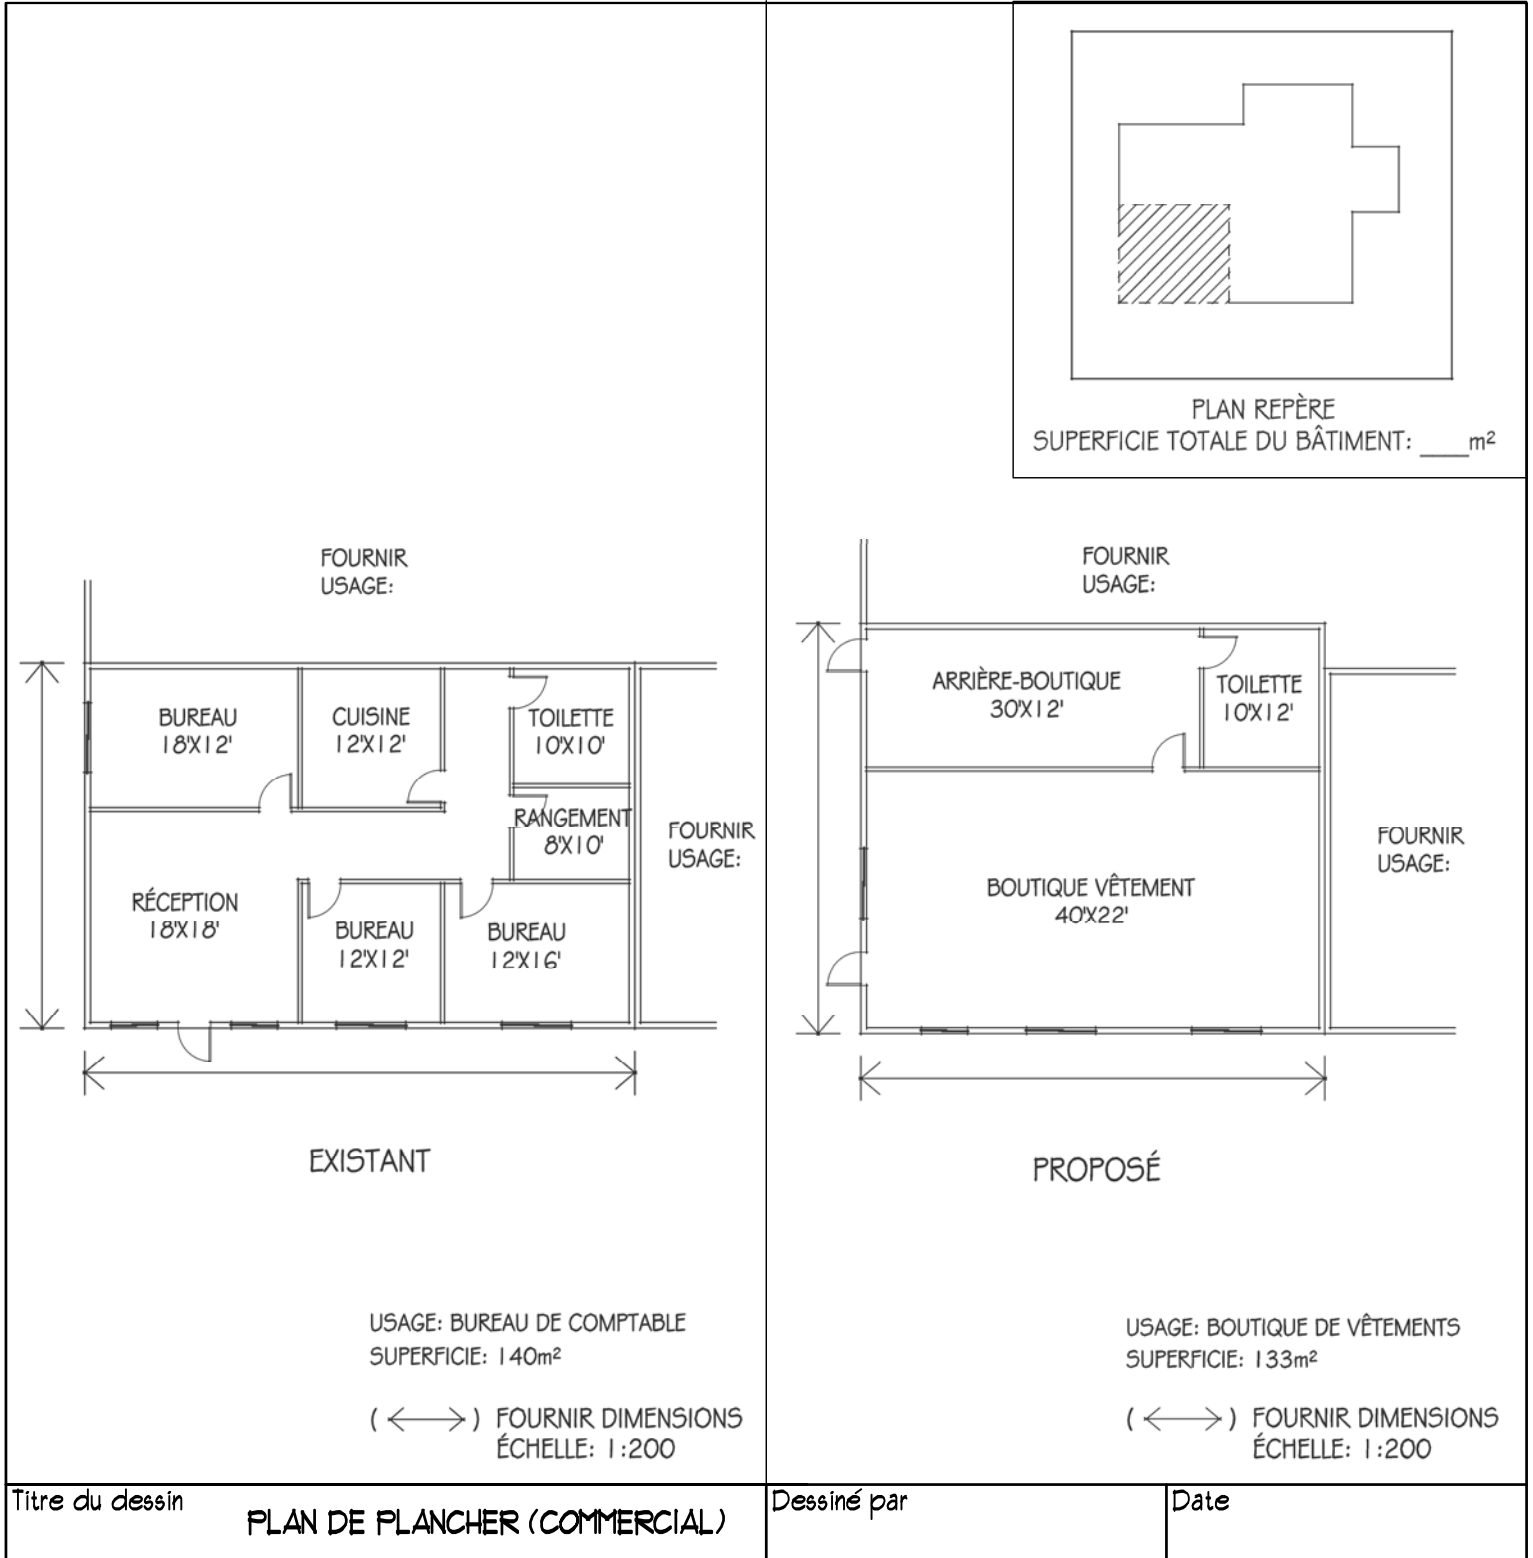 PLAN REPÈRE
SUPERFICIE TOTALE DU BÂTIMENT: ____m²
FOURNIR
USAGE:
BUREAU
18'X12'
CUISINE
12'X12'
TOILETTE
10'X10'
RANGEMENT
8'X10'
FOURNIR
USAGE:
RÉCEPTION
18'X18'
BUREAU
12'X12'
BUREAU
12'X16'
EXISTANT
USAGE: BUREAU DE COMPTABLE
SUPERFICIE: 140m²
( ↔ ) FOURNIR DIMENSIONS
ÉCHELLE: 1:200
FOURNIR
USAGE:
ARRIÈRE-BOUTIQUE
30'X12'
TOILETTE
10'X12'
FOURNIR
USAGE:
BOUTIQUE VÊTEMENT
40'X22'
PROPOSÉ
USAGE: BOUTIQUE DE VÊTEMENTS
SUPERFICIE: 133m²
( ↔ ) FOURNIR DIMENSIONS
ÉCHELLE: 1:200
Titre du dessin
PLAN DE PLANCHER (COMMERCIAL)
Dessiné par
Date